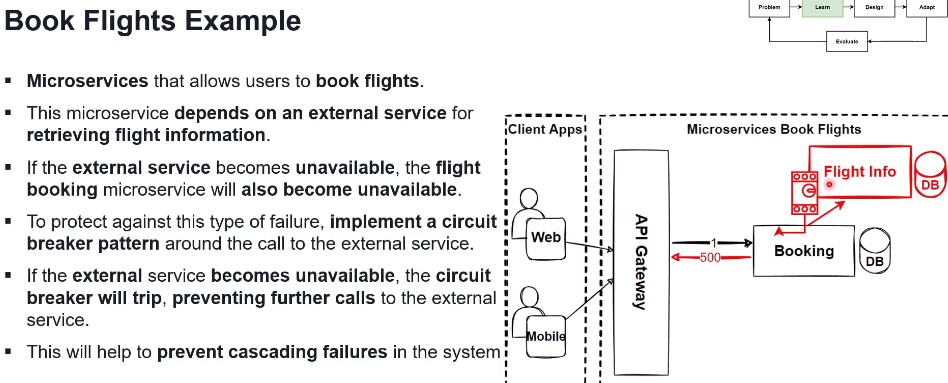 Book Flights Example
Problem
Learn
Design
Adapt
Evaluate
▪ Microservices that allows users to book flights.
▪ This microservice depends on an external service for
retrieving flight information.
▪ If the external service becomes unavailable, the flight
booking microservice will also become unavailable.
▪ To protect against this type of failure, implement a circuit
breaker pattern around the call to the external service.
▪ If the external service becomes unavailable, the circuit
breaker will trip, preventing further calls to the external
service.
▪ This will help to prevent cascading failures in the system
Client Apps
Microservices Book Flights
Flight Info
DB
Web
API Gateway
1
500
Booking
DB
Mobile